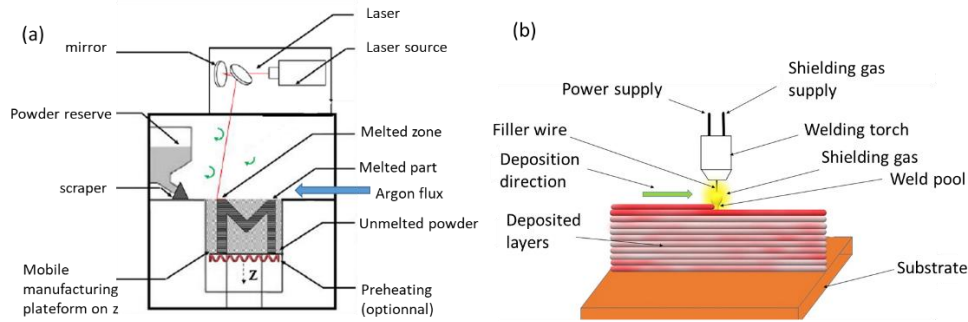 (a)
mirror
Laser
Laser source
Powder reserve
Melted zone
Melted part
scraper
Argon flux
Unmelted powder
Z
Mobile
manufacturing
plateform on z
Preheating
(optionnal)
(b)
Power supply
Shielding gas
supply
Filler wire
Welding torch
Deposition
direction
Shielding gas
Weld pool
Deposited
layers
Substrate